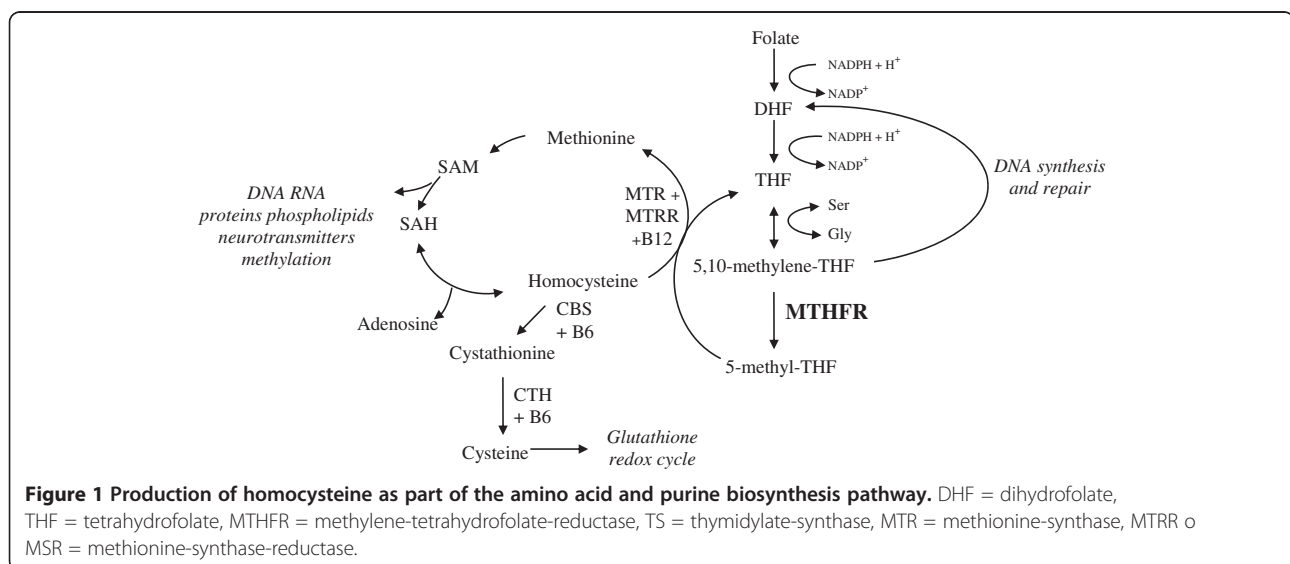 Folate
NADPH + H⁺
NADP⁺
DHF
NADPH + H⁺
NADP⁺
THF
Ser
Gly
5,10-methylene-THF
DNA synthesis
and repair
MTHFR
5-methyl-THF
Methionine
MTR +
MTRR
+B12
SAM
DNA RNA
proteins phospholipids
neurotransmitters
methylation
SAH
Homocysteine
Adenosine
CBS
+ B6
Cystathionine
CTH
+ B6
Cysteine
Glutathione
redox cycle
Figure 1 Production of homocysteine as part of the amino acid and purine biosynthesis pathway. DHF = dihydrofolate,
THF = tetrahydrofolate, MTHFR = methylene-tetrahydrofolate-reductase, TS = thymidylate-synthase, MTR = methionine-synthase, MTRR o
MSR = methionine-synthase-reductase.